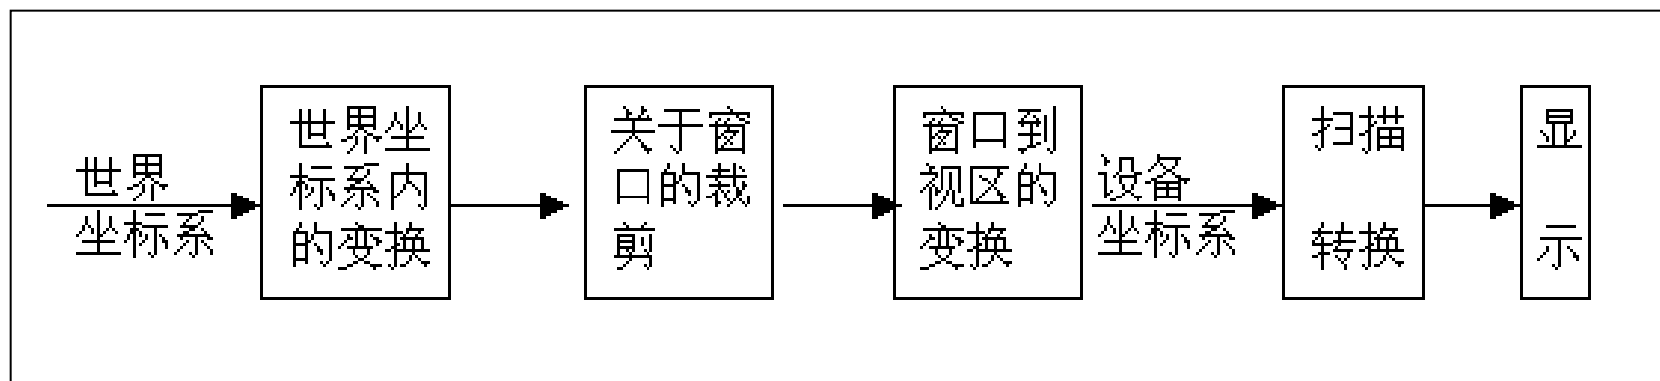 世界
坐标系
世界坐
标系内
的变换
关于窗
口的裁
剪
窗口到
视区的
变换
设备
坐标系
扫描
转换
显
示